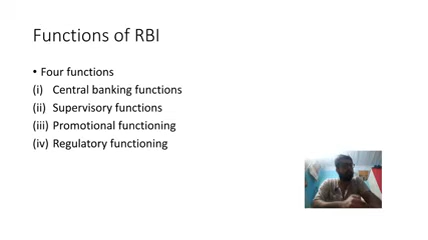 Functions of RBI
• Four functions
(i) Central banking functions
(ii) Supervisory functions
(iii) Promotional functioning
(iv) Regulatory functioning